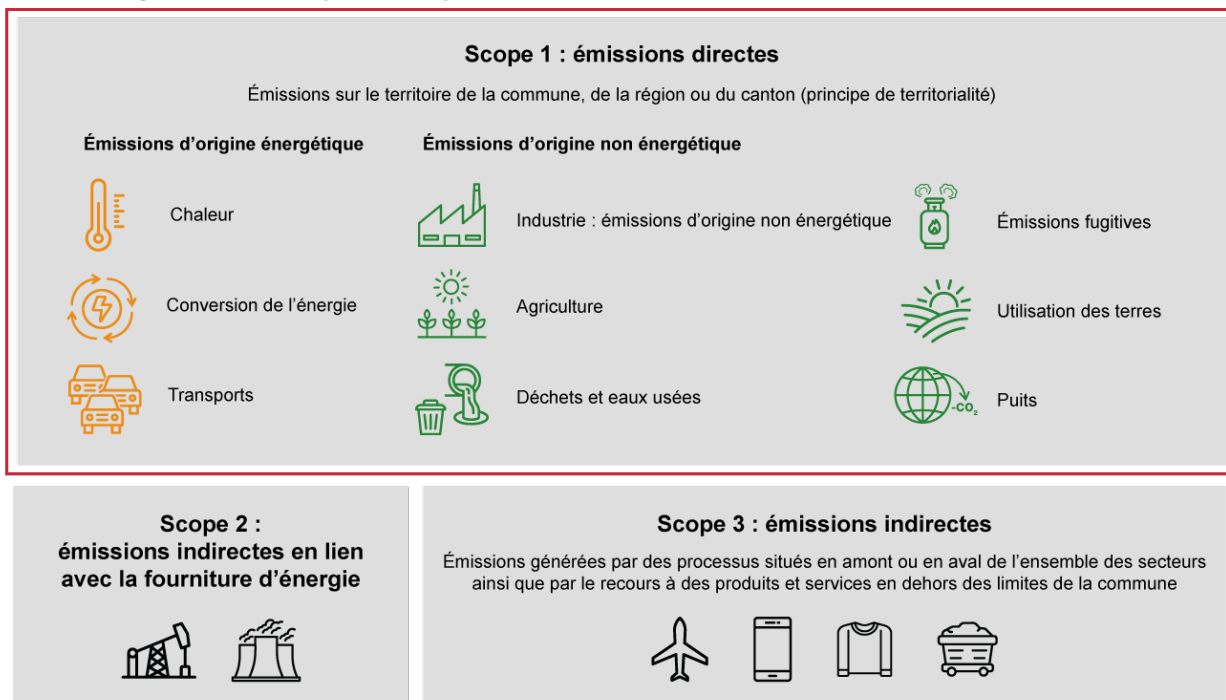 Scope 1 : émissions directes
Émissions sur le territoire de la commune, de la région ou du canton (principe de territorialité)
Émissions d’origine énergétique
Émissions d’origine non énergétique
Chaleur
Industrie : émissions d’origine non énergétique
Émissions fugitives
Conversion de l’énergie
Agriculture
Utilisation des terres
Transports
Déchets et eaux usées
-CO₂
Puits
Scope 2 :
émissions indirectes en lien
avec la fourniture d’énergie
Scope 3 : émissions indirectes
Émissions générées par des processus situés en amont ou en aval de l’ensemble des secteurs
ainsi que par le recours à des produits et services en dehors des limites de la commune